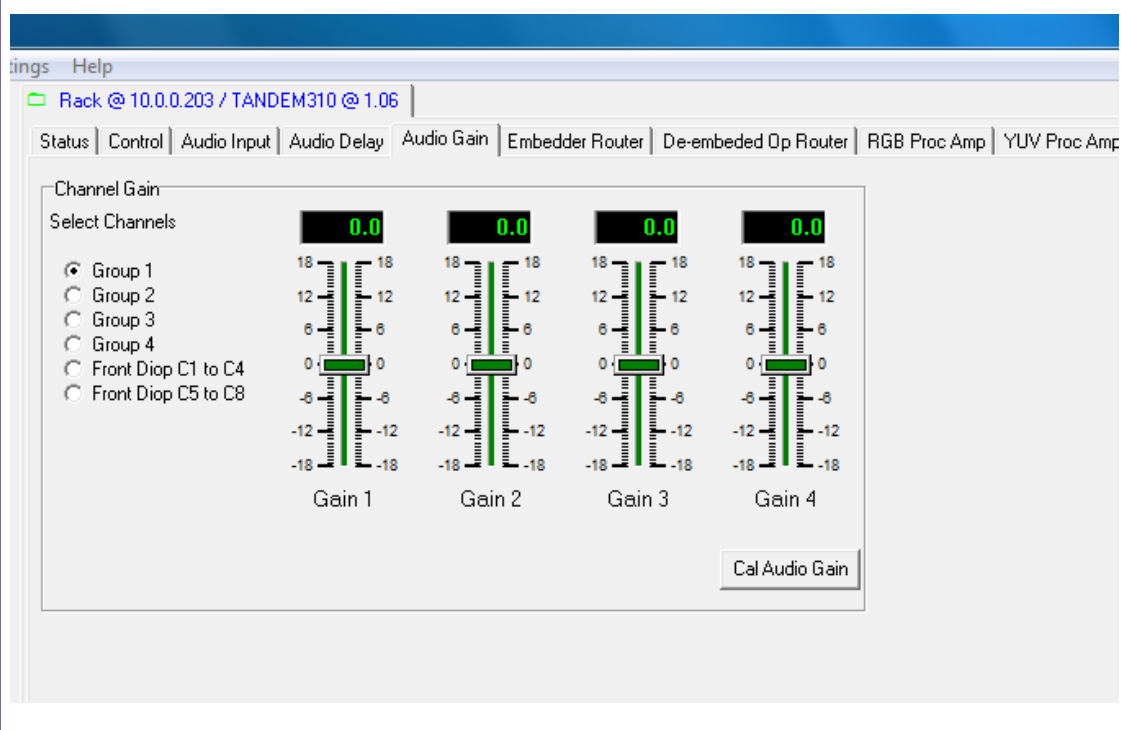 tings Help
Rack @ 10.0.0.203 / TANDEM310 @ 1.06
Status Control Audio Input Audio Delay Audio Gain Embedder Router De-embeded Op Router RGB Proc Amp YUV Proc Amp
Channel Gain
Select Channels 0.0 0.0 0.0 0.0
Group 1
Group 2
Group 3
Group 4
Front Diop C1 to C4
Front Diop C5 to C8
18 18 18 18 18 18 18 18
12 12 12 12 12 12 12 12
6 6 6 6 6 6 6 6
0 0 0 0 0 0 0 0
-6 -6 -6 -6 -6 -6 -6 -6
-12 -12 -12 -12 -12 -12 -12 -12
-18 -18 -18 -18 -18 -18 -18 -18
Gain 1 Gain 2 Gain 3 Gain 4
Cal Audio Gain